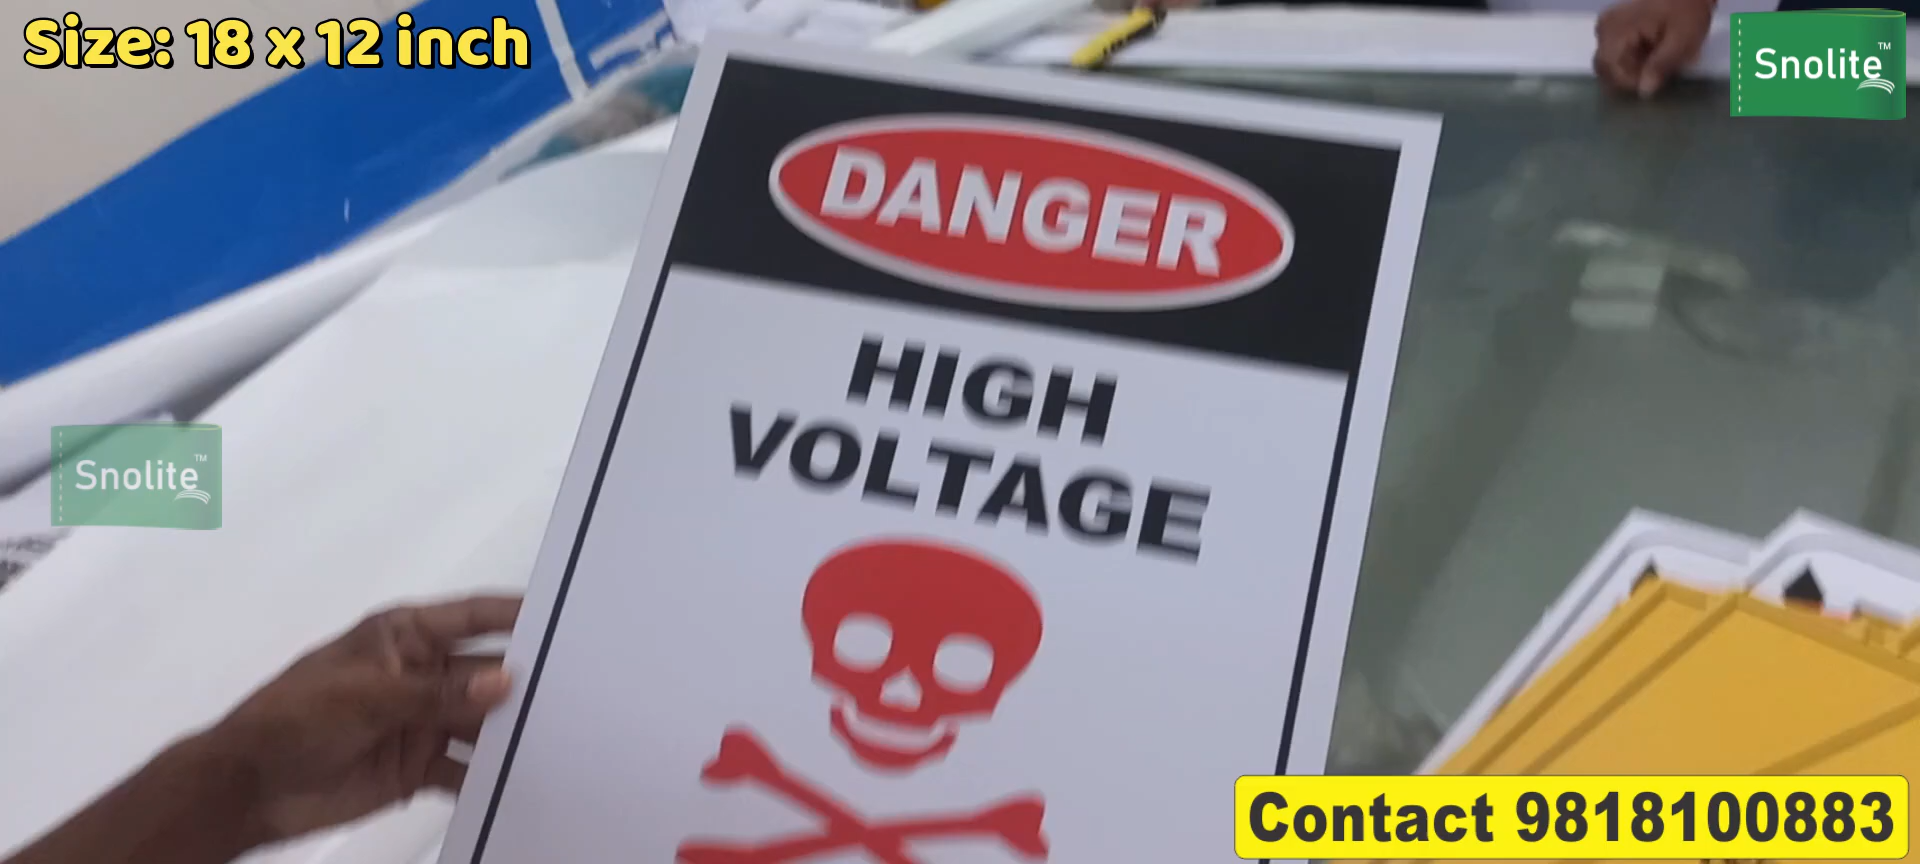 Size: 18 x 12 inch
Snolite™
DANGER
HIGH
VOLTAGE
Snolite™
Contact 9818100883